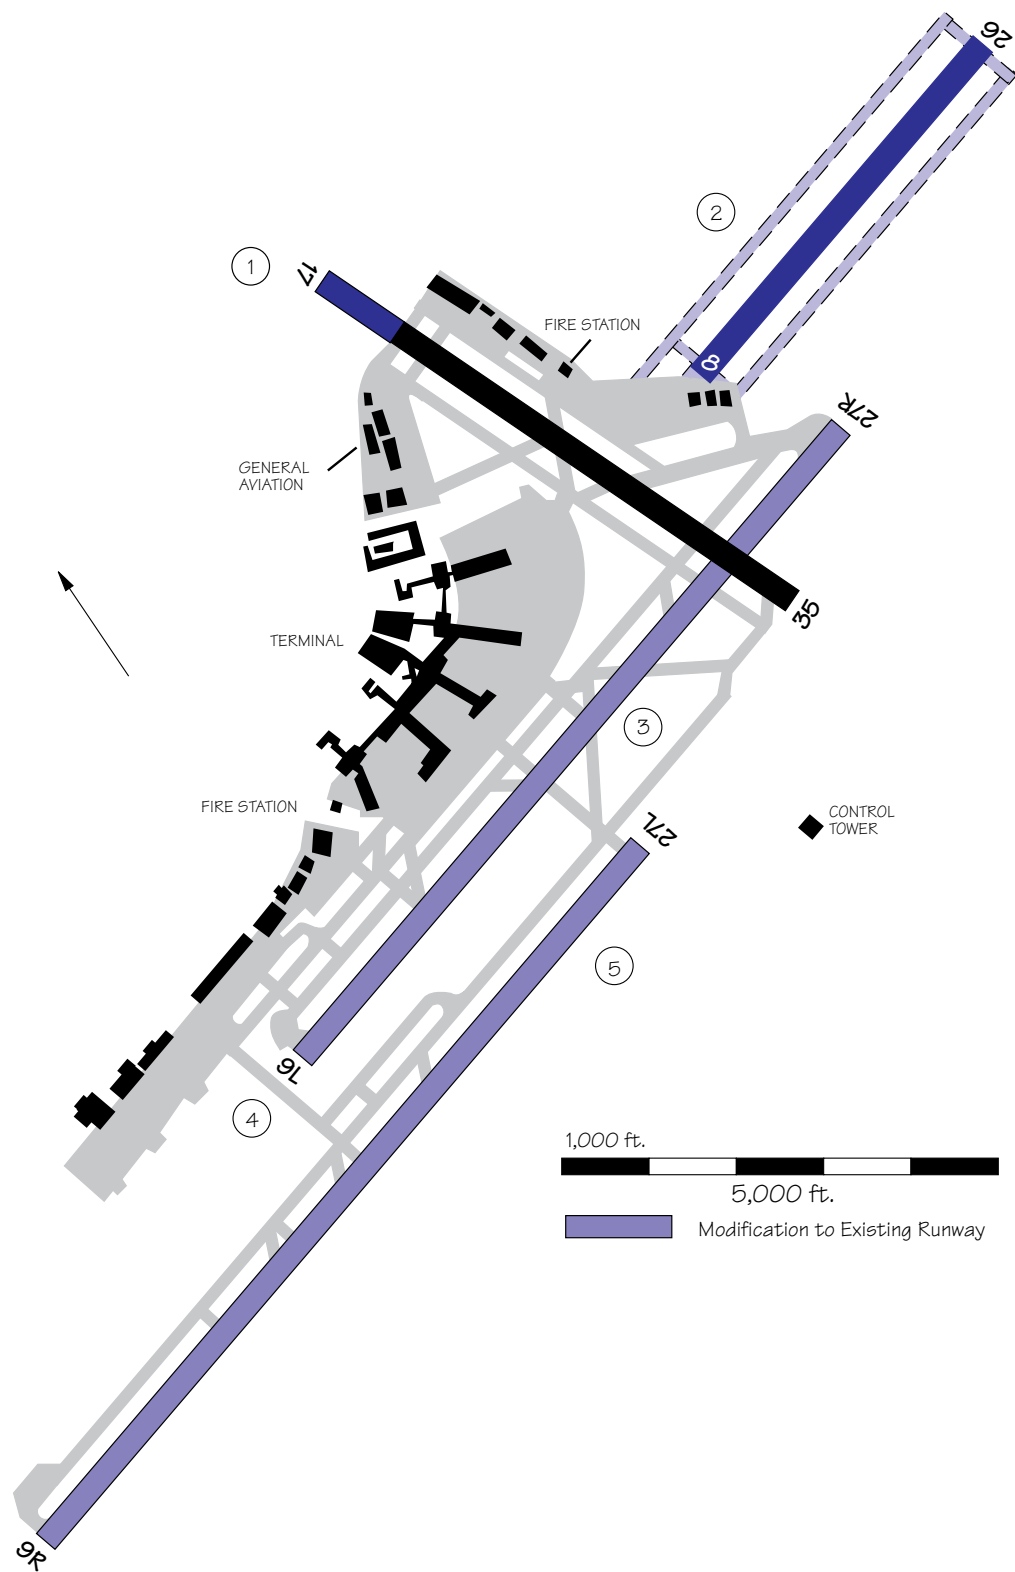 26
2
1
17
FIRE STATION
8
27R
GENERAL
AVIATION
35
TERMINAL
3
FIRE STATION
CONTROL
TOWER
27L
5
9L
4
1,000 ft.
5,000 ft.
Modification to Existing Runway
9R